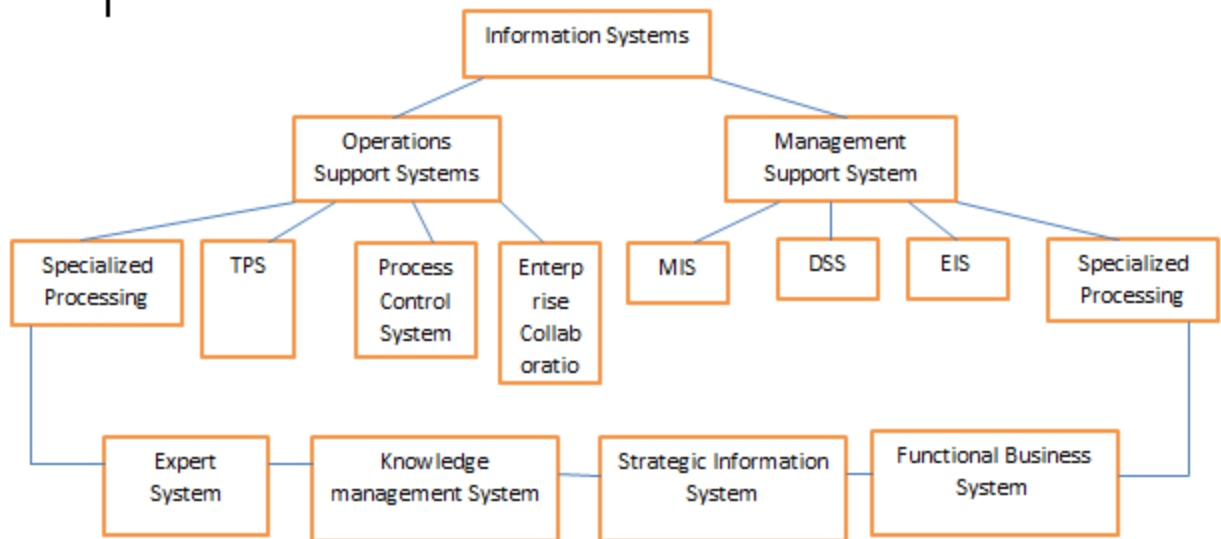 Information Systems
Operations
Support Systems
Management
Support System
Specialized
Processing
TPS
Process
Control
System
Enterp
rise
Collab
oratio
MIS
DSS
EIS
Specialized
Processing
Expert
System
Knowledge
management System
Strategic Information
System
Functional Business
System